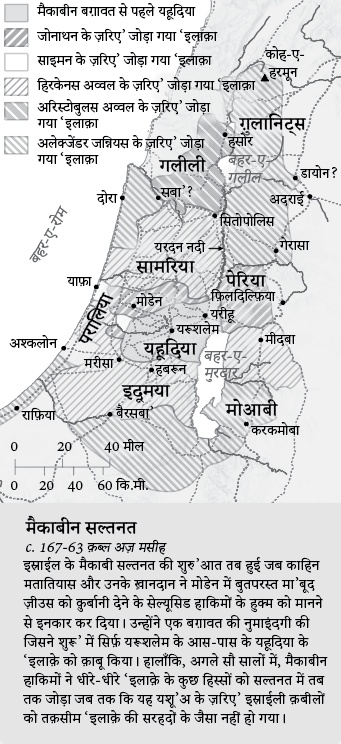 मैकाबीन बग़ावत से पहले यहूदिया
जोनाथन के ज़रिए’ जोड़ा गया ‘इलाक़ा
साइमन के ज़रिए’ जोड़ा गया ‘इलाक़ा
हिरकेनस अव्वल के ज़रिए’ जोड़ा गया ‘इलाक़ा
अरिस्टोबुलस अव्वल के ज़रिए’ जोड़ा
गया ‘इलाक़ा
अलेक्जेंडर जन्नियस के ज़रिए’ जोड़ा
गया ‘इलाक़ा
कोह-ए-
हरमून
गुलानिट्स
हसोर
गलीली
बहर-ए-
गलील
डायोन?
अदराई
सबा’?
दोरा
सितोपोलिस
बहर-ए-रोम
गेरासा
यरदन नदी
सामरिया
पेरिया
याफ़ा
फ़िलदिल्फ़िया
मोडेन
परालिया
यरीहू
यरूशलेम
अश्कलोन
मीदबा
यहूदिया
बहर-ए-
मुरदार
मरीसा
हबरून
इदूमया
मोआबी
बैरसबा’
राफ़िया
करकमोबा
0 20 40 मील
0 20 40 60 कि.मी.
मैकाबीन सल्तनत
c. 167-63 क़ब्ल अज़ मसीह
इस्राईल के मैकाबी सल्तनत की शुरु’आत तब हुई जब काहिन
मतातियास और उनके ख़ानदान ने मोडेन में बुतपरस्त मा’बूद
ज़ीउस को क़ुर्बानी देने के सेल्यूसिड हाकिमों के हुक्म को मानने
से इनकार कर दिया। उन्होंने एक बग़ावत की नुमाइंदगी की
जिसने शुरू’ में सिर्फ़ यरूशलेम के आस-पास के यहूदिया के
‘इलाक़े को क़ाबू किया। हालाँकि, अगले सौ सालों में, मैकाबीन
हाकिमों ने धीरे-धीरे ‘इलाक़े के कुछ हिस्सों को सल्तनत में तब
तक जोड़ा जब तक कि यह यशू’अ के ज़रिए’ इस्राईली क़बीलों
को तक़सीम ‘इलाक़े की सरहदों के जैसा नहीं हो गया।